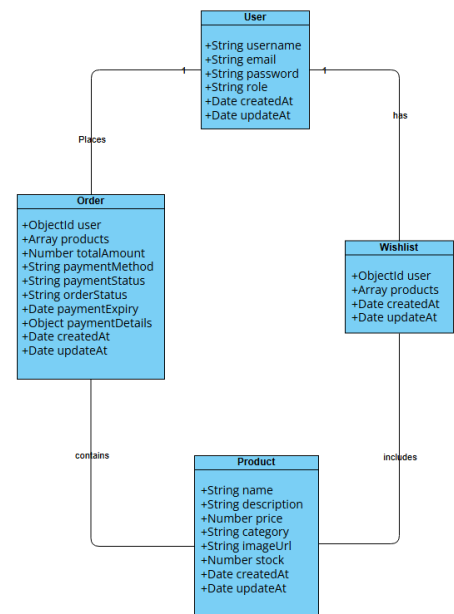 User
+String username
+String email
+String password
+String role
+Date createdAt
+Date updateAt
1
1
Places
has
Order
+ObjectId user
+Array products
+Number totalAmount
+String paymentMethod
+String paymentStatus
+String orderStatus
+Date paymentExpiry
+Object paymentDetails
+Date createdAt
+Date updateAt
Wishlist
+ObjectId user
+Array products
+Date createdAt
+Date updateAt
contains
includes
Product
+String name
+String description
+Number price
+String category
+String imageUrl
+Number stock
+Date createdAt
+Date updateAt